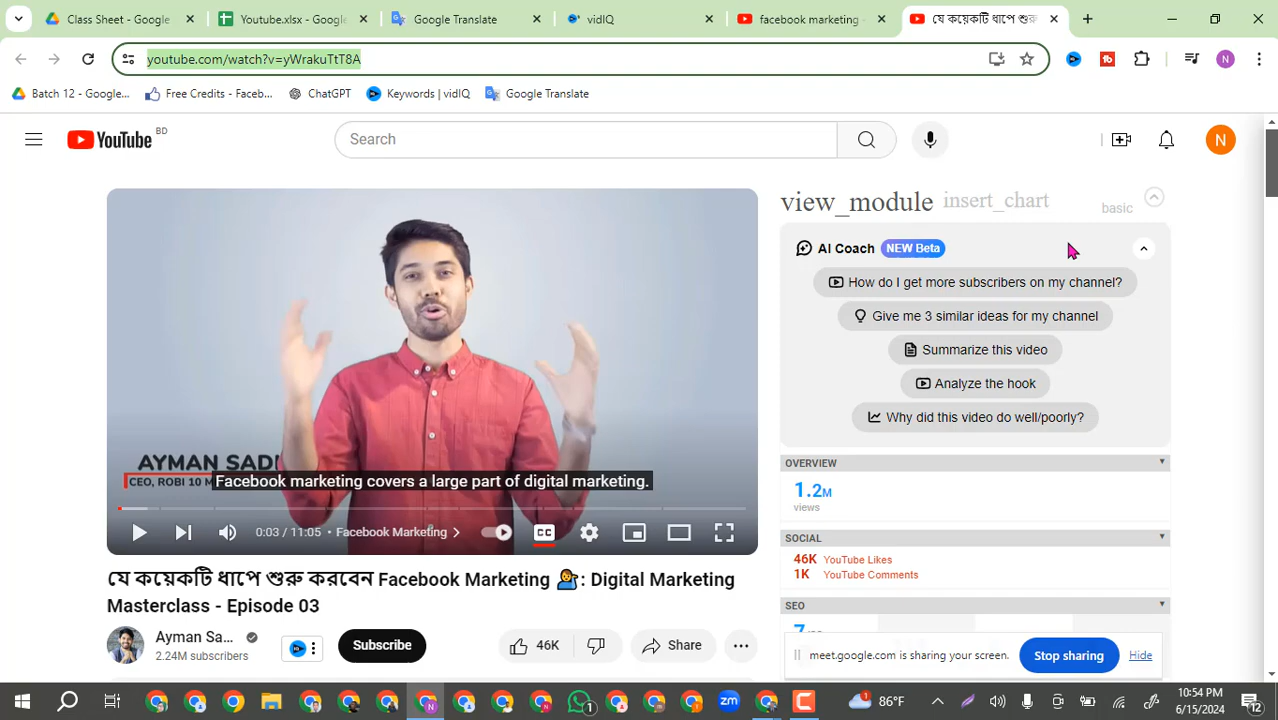 Class Sheet - Google
Youtube.xlsx - Google
Google Translate
vidIQ
facebook marketing -
যে কয়েকটি ধাপে শুরু
youtube.com/watch?v=yWrakuTtT8A
Batch 12 - Google...
Free Credits - Faceb...
ChatGPT
Keywords | vidIQ
Google Translate
YouTube BD
Search
N
view_module
insert_chart
basic
AI Coach NEW Beta
How do I get more subscribers on my channel?
Give me 3 similar ideas for my channel
Summarize this video
Analyze the hook
Why did this video do well/poorly?
AYMAN SADI
CEO, ROBI 10 M
Facebook marketing covers a large part of digital marketing.
0:03 / 11:05 Facebook Marketing
OVERVIEW
1.2M
views
SOCIAL
46K YouTube Likes
1K YouTube Comments
SEO
যে কয়েকটি ধাপে শুরু করবেন Facebook Marketing : Digital Marketing
Masterclass - Episode 03
Ayman Sa...
2.24M subscribers
Subscribe
46K
Share
meet.google.com is sharing your screen.
Stop sharing
Hide
86°F
10:54 PM
6/15/2024
12